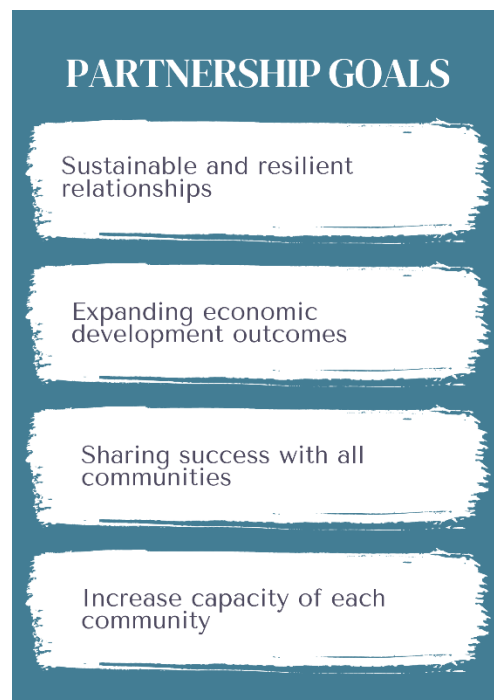 PARTNERSHIP GOALS
Sustainable and resilient
relationships
Expanding economic
development outcomes
Sharing success with all
communities
Increase capacity of each
community